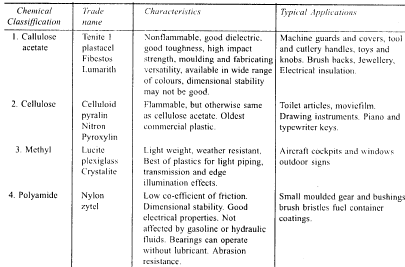 Chemical Classification | Trade name | Characteristics | Typical Applications
1. Callulose acetate | Tenite 1 plastacel Fibestos Lumarith | Nonflammable, good dielectric, good toughness, high impact strength, moulding and fabricating versatility, available in wide range of colours, dimensional stability may not be good. | Machine guards and covers, tool and cutlery handles, toys and knobs. Brush backs, Jewellery, Electrical insulation.
2. Cellulose | Celluloid pyralin Nitron Pyroxylin | Flammable, but otherwise same as cellulose acetate. Oldest commercial plastic. | Toilet articles, moviefilm. Drawing instruments. Piano and typewriter keys.
3. Methyl | Lucite plexiglass Crystalite | Light weight, weather resistant. Best of plastics for light piping, transmission and edge illumination effects. | Aircraft cockpits and windows outdoor signs
4. Polyamide | Nylon zytel | Low co-efficient of friction. Dimensional stability. Good electrical properties. Not affected by gasoline or hydraulic fluids. Bearings can operate without lubricant. Abrasion resistance. | Small moulded gear and bushings brush bristles fuel container coatings.